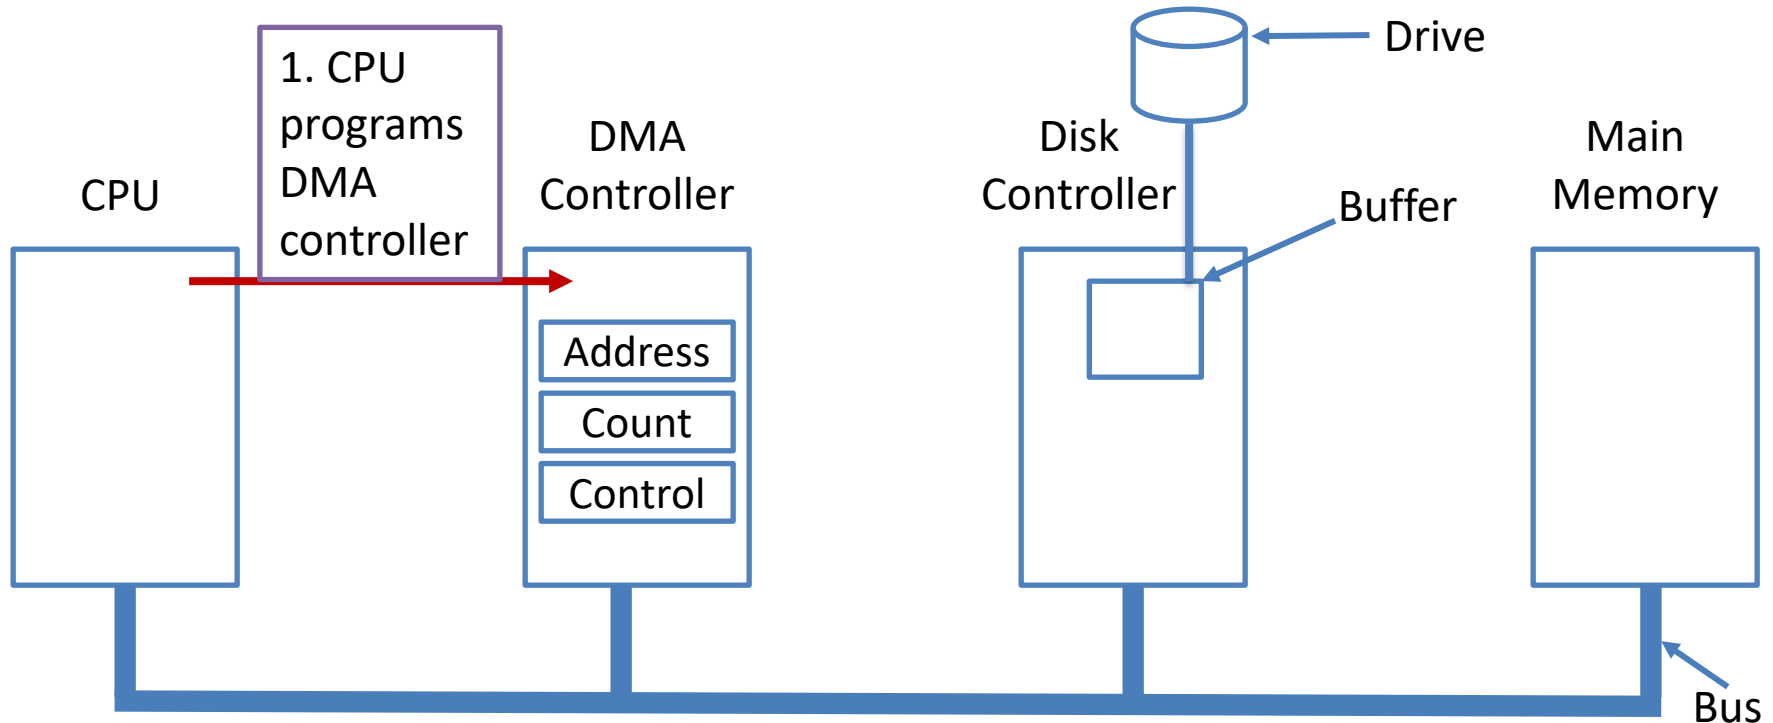 CPU
1. CPU
programs
DMA
controller
DMA
Controller
Address
Count
Control
Disk
Controller
Drive
Buffer
Main
Memory
Bus